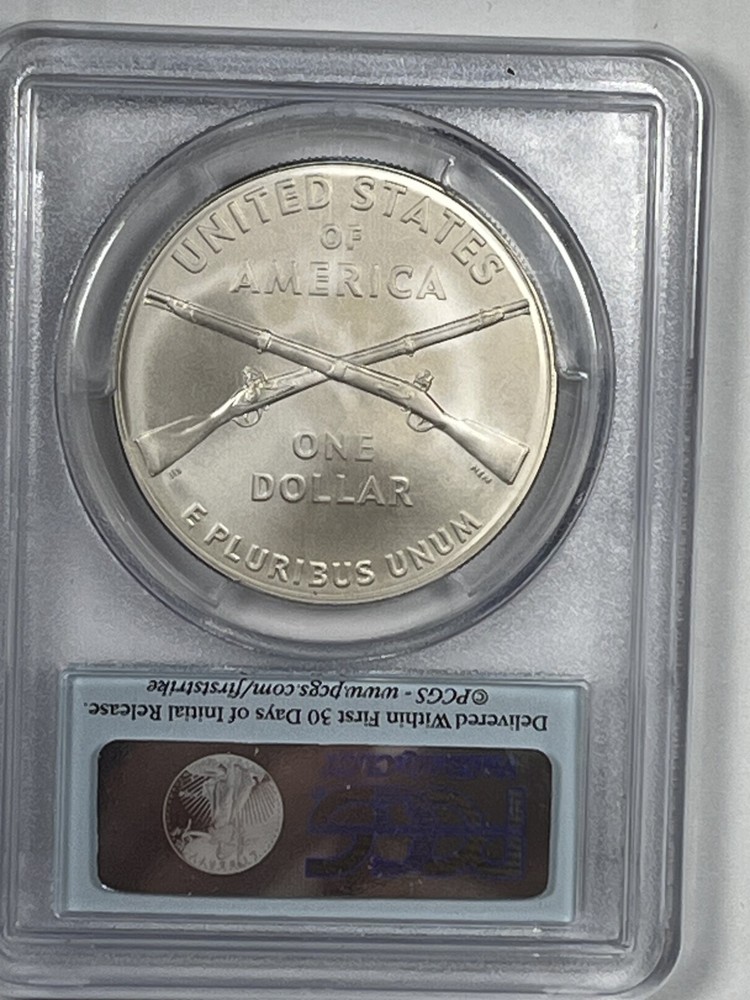 UNITED STATES
OF
AMERICA
ONE
DOLLAR
E PLURIBUS UNUM
Delivered Within First 30 Days of Initial Release.
©PCGS - www.pcgs.com/firststrike